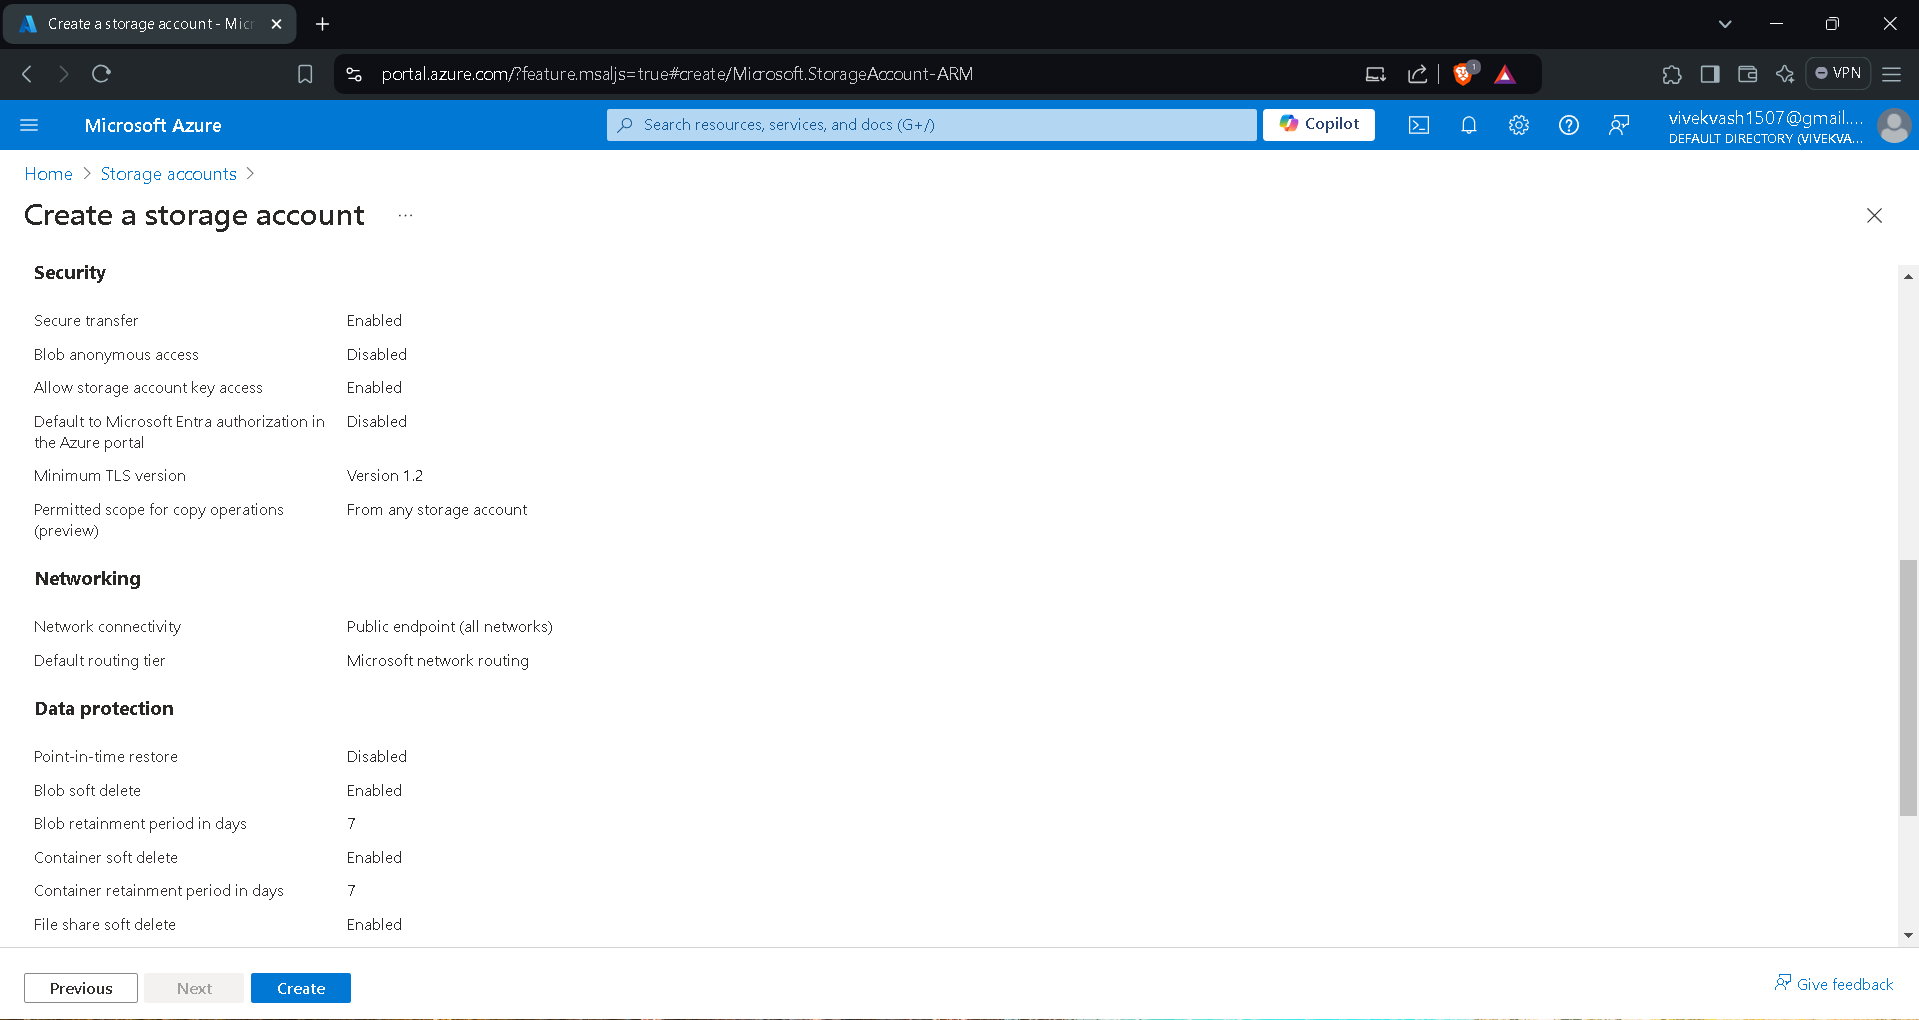 Create a storage account - Micr
portal.azure.com/?feature.msaljs=true#create/Microsoft.StorageAccount-ARM
1
VPN
Microsoft Azure
Search resources, services, and docs (G+/)
Copilot
vivekvash1507@gmail....
DEFAULT DIRECTORY (VIVEKVA...
Home > Storage accounts >
Create a storage account ...
Security
Secure transfer Enabled
Blob anonymous access Disabled
Allow storage account key access Enabled
Default to Microsoft Entra authorization in Disabled
the Azure portal
Minimum TLS version Version 1.2
Permitted scope for copy operations From any storage account
(preview)
Networking
Network connectivity Public endpoint (all networks)
Default routing tier Microsoft network routing
Data protection
Point-in-time restore Disabled
Blob soft delete Enabled
Blob retainment period in days 7
Container soft delete Enabled
Container retainment period in days 7
File share soft delete Enabled
Previous Next Create
Give feedback